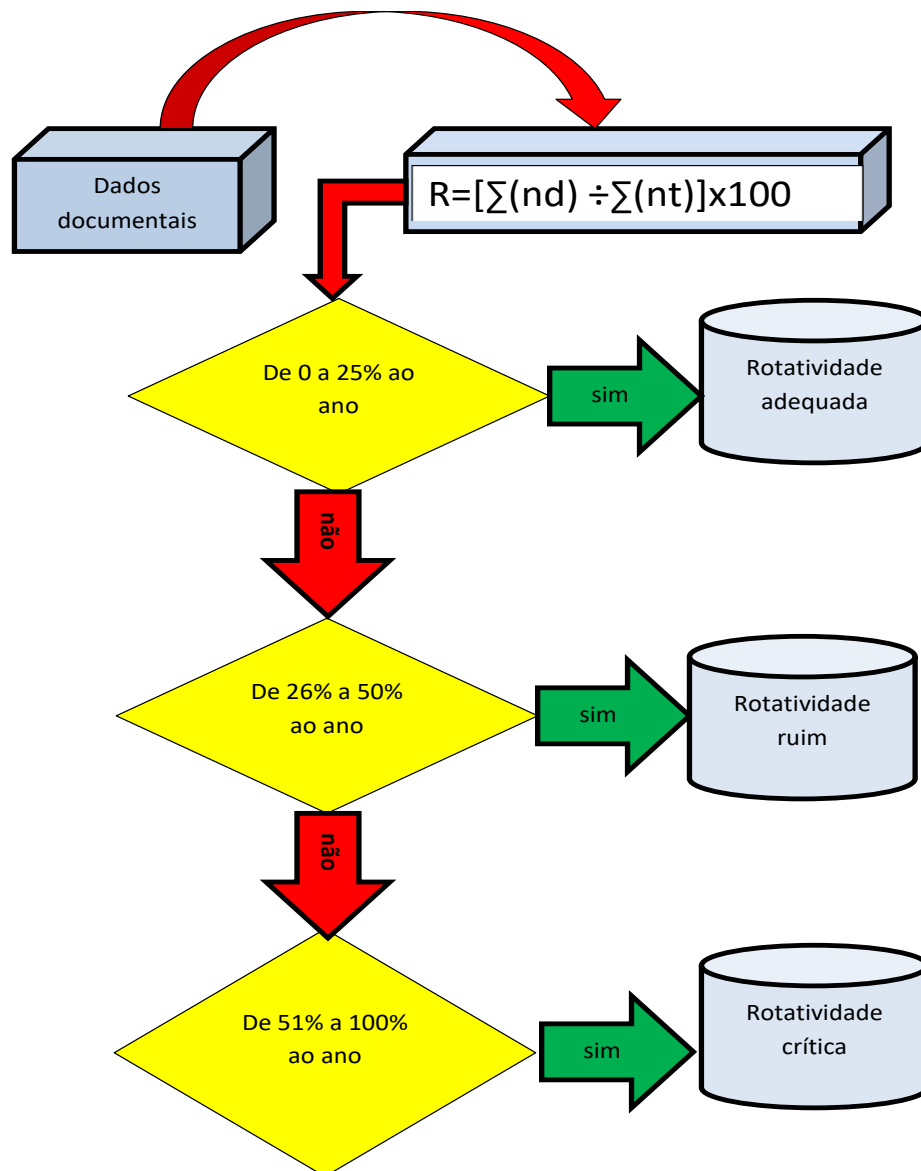 Dados
documentais
R=[∑(nd) ÷∑(nt)]x100
De 0 a 25% ao
ano
sim
Rotatividade
adequada
não
De 26% a 50%
ao ano
sim
Rotatividade
ruim
não
De 51% a 100%
ao ano
sim
Rotatividade
crítica